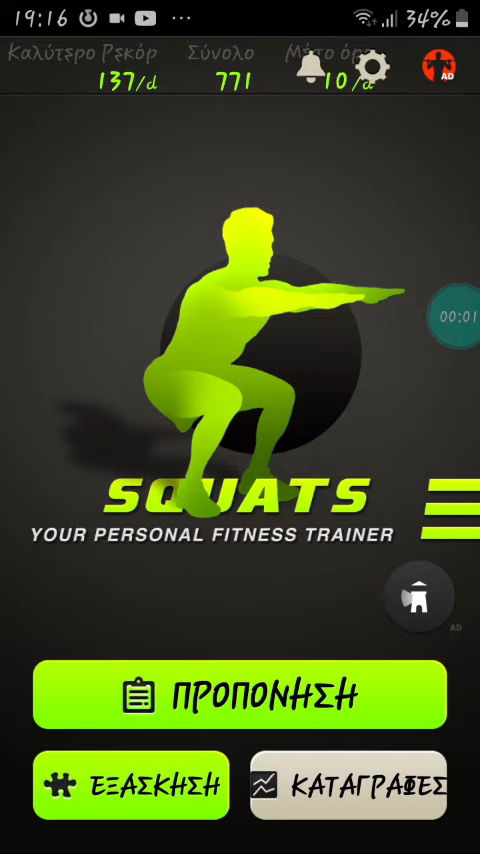 19:16 34%
Καλύτερο Ρεκόρ Σύνολο
137/d 771 10/d
AD
00:01
SQUATS
YOUR PERSONAL FITNESS TRAINER
AD
ΠΡΟΠΟΝΗΣΗ
ΕΞΑΣΚΗΣΗ ΚΑΤΑΓΡΑΦΕΣ